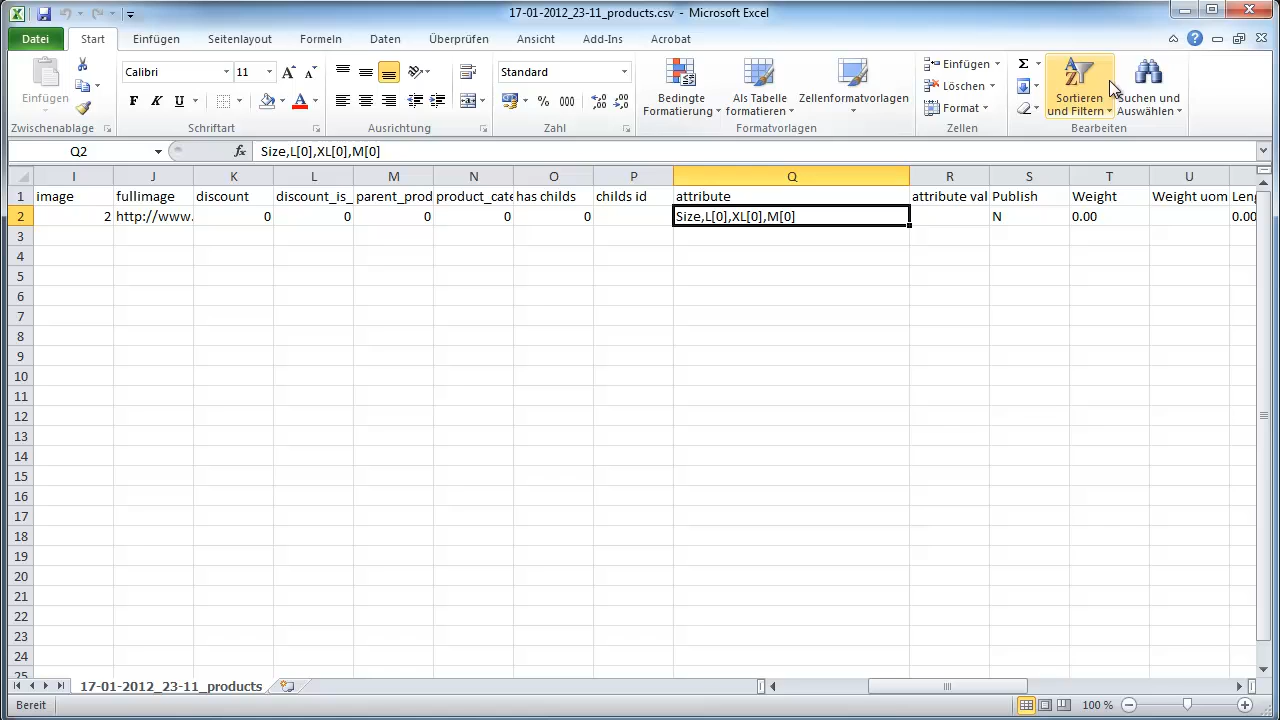 17-01-2012_23-11_products.csv - Microsoft Excel
Datei Start Einfügen Seitenlayout Formeln Daten Überprüfen Ansicht Add-Ins Acrobat
Einfügen
Zwischenablage
Calibri 11
F K U
Schriftart
Ausrichtung
Standard
% 000
Zahl
Bedingte
Formatierung
Als Tabelle
formatieren
Zellenformatvorlagen
Formatvorlagen
Einfügen
Löschen
Format
Zellen
Σ
Sortieren
und Filtern
Suchen und
Auswählen
Bearbeiten
Q2 fx Size,L[0],XL[0],M[0]
I J K L M N O P Q R S T U
1 image fullimage discount discount_is_ parent_prod product_cate has childs childs id attribute attribute val Publish Weight Weight uom Leng
2 2 http://www. 0 0 0 0 0 Size,L[0],XL[0],M[0] N 0.00 0.00
3
4
5
6
7
8
9
10
11
12
13
14
15
16
17
18
19
20
21
22
23
24
25
17-01-2012_23-11_products
Bereit 100 %